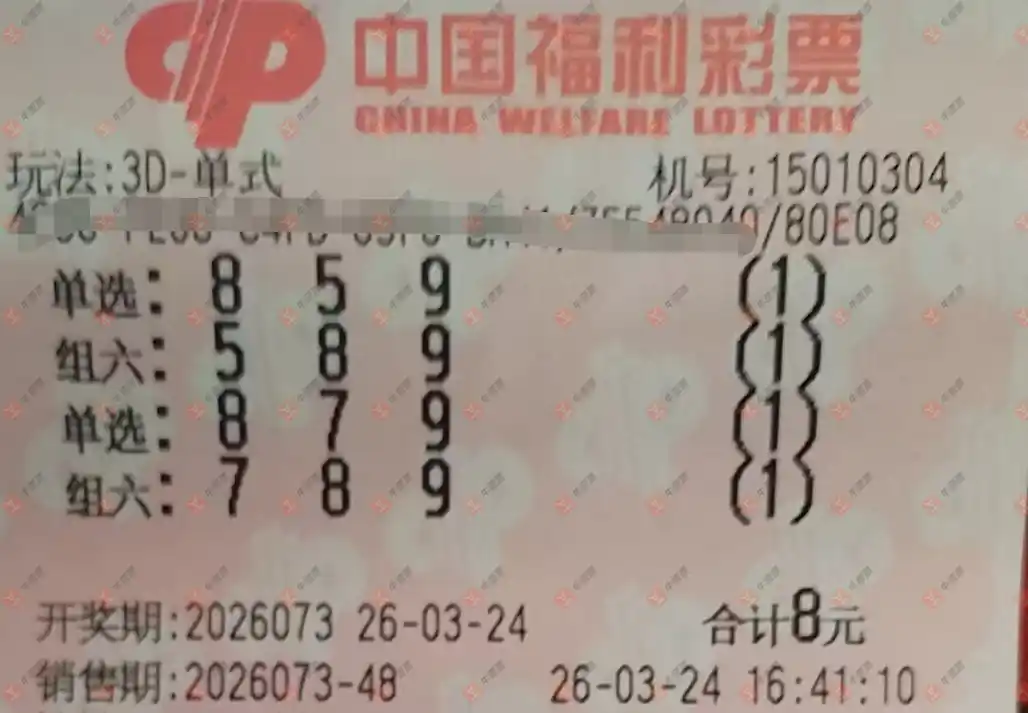 中国福利彩票
CHINA WELFARE LOTTERY
玩法:3D-单式 机号:15010304
/80E08
单选: 8 5 9 (1)
组六: 5 8 9 (1)
单选: 8 7 9 (1)
组六: 7 8 9 (1)
开奖期:2026073 26-03-24 合计8元
销售期:2026073-48 26-03-24 16:41:10